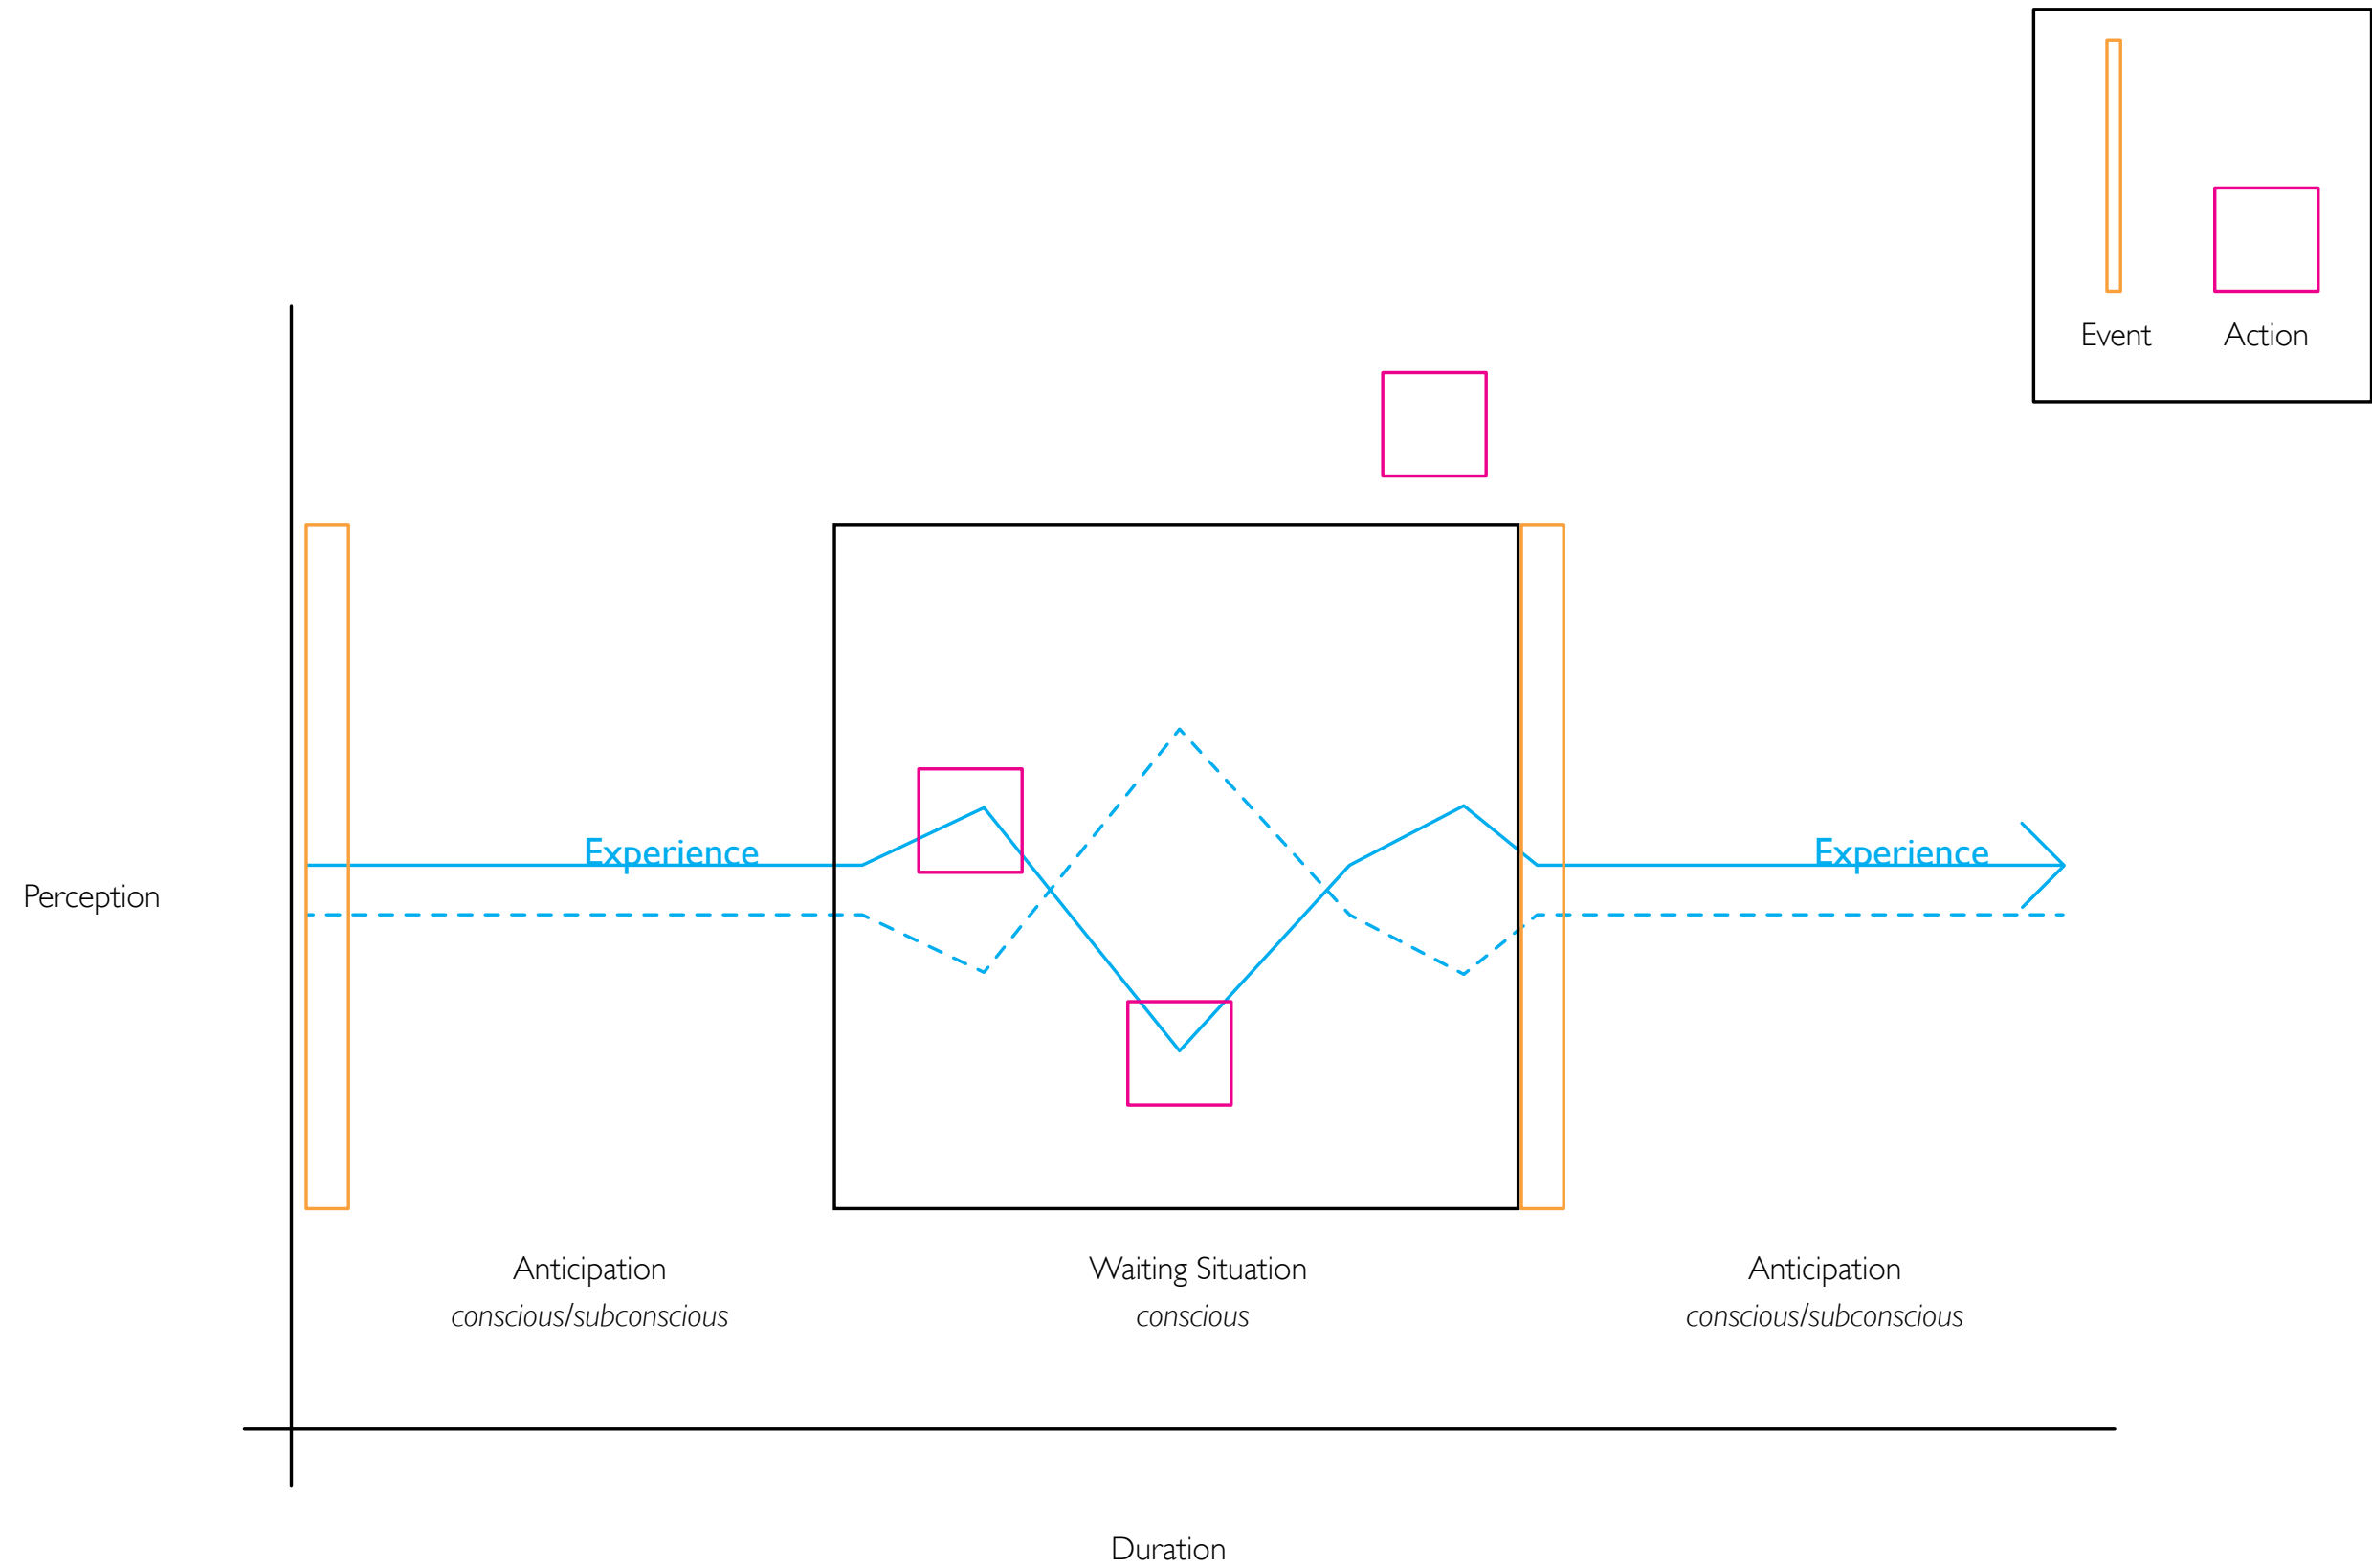 Event
Action
Experience
Experience
Perception
Anticipation
conscious/subconscious
Waiting Situation
conscious
Anticipation
conscious/subconscious
Duration